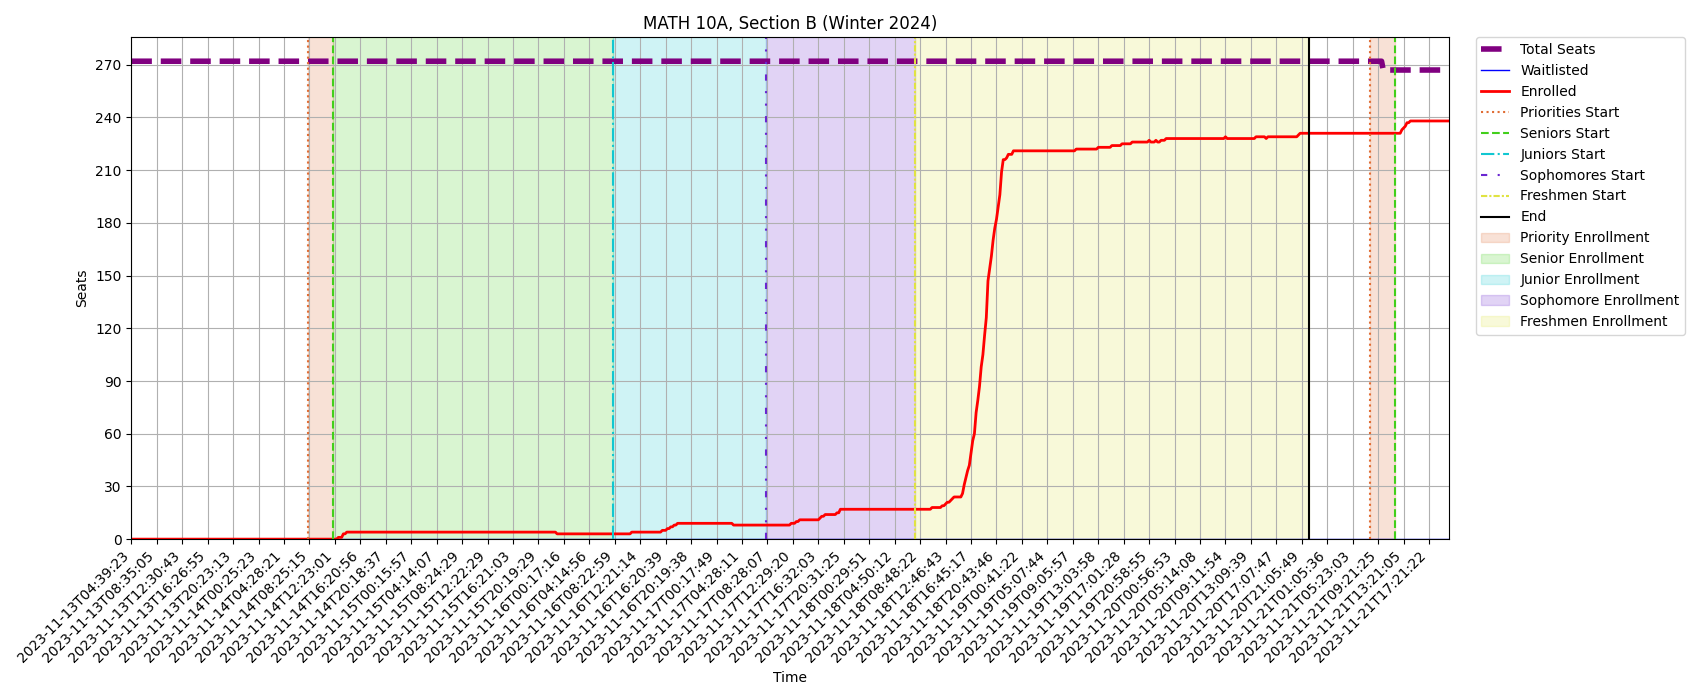 MATH 10A, Section B (Winter 2024)
Seats
270
240
210
180
150
120
90
60
30
0
2023-11-13T04:39:23
2023-11-13T08:35:05
2023-11-13T12:30:43
2023-11-13T16:26:55
2023-11-13T20:23:13
2023-11-14T00:25:23
2023-11-14T04:28:21
2023-11-14T08:25:15
2023-11-14T12:23:01
2023-11-14T16:20:56
2023-11-14T20:18:37
2023-11-15T00:15:57
2023-11-15T04:14:07
2023-11-15T08:24:29
2023-11-15T12:22:29
2023-11-15T16:21:03
2023-11-15T20:19:29
2023-11-16T00:17:16
2023-11-16T04:14:56
2023-11-16T08:22:59
2023-11-16T12:21:14
2023-11-16T16:20:39
2023-11-16T20:19:38
2023-11-17T00:17:49
2023-11-17T04:28:11
2023-11-17T08:28:07
2023-11-17T12:29:20
2023-11-17T16:32:03
2023-11-17T20:31:25
2023-11-18T00:29:51
2023-11-18T04:50:12
2023-11-18T08:48:22
2023-11-18T12:46:43
2023-11-18T16:45:17
2023-11-18T20:43:46
2023-11-19T00:41:22
2023-11-19T05:07:44
2023-11-19T09:05:57
2023-11-19T13:03:58
2023-11-19T17:01:28
2023-11-19T20:58:55
2023-11-20T00:56:53
2023-11-20T05:14:08
2023-11-20T09:11:54
2023-11-20T13:09:39
2023-11-20T17:07:47
2023-11-20T21:05:49
2023-11-21T01:05:36
2023-11-21T05:23:03
2023-11-21T09:21:25
2023-11-21T13:21:05
2023-11-21T17:21:22
Time
Total Seats
Waitlisted
Enrolled
Priorities Start
Seniors Start
Juniors Start
Sophomores Start
Freshmen Start
End
Priority Enrollment
Senior Enrollment
Junior Enrollment
Sophomore Enrollment
Freshmen Enrollment